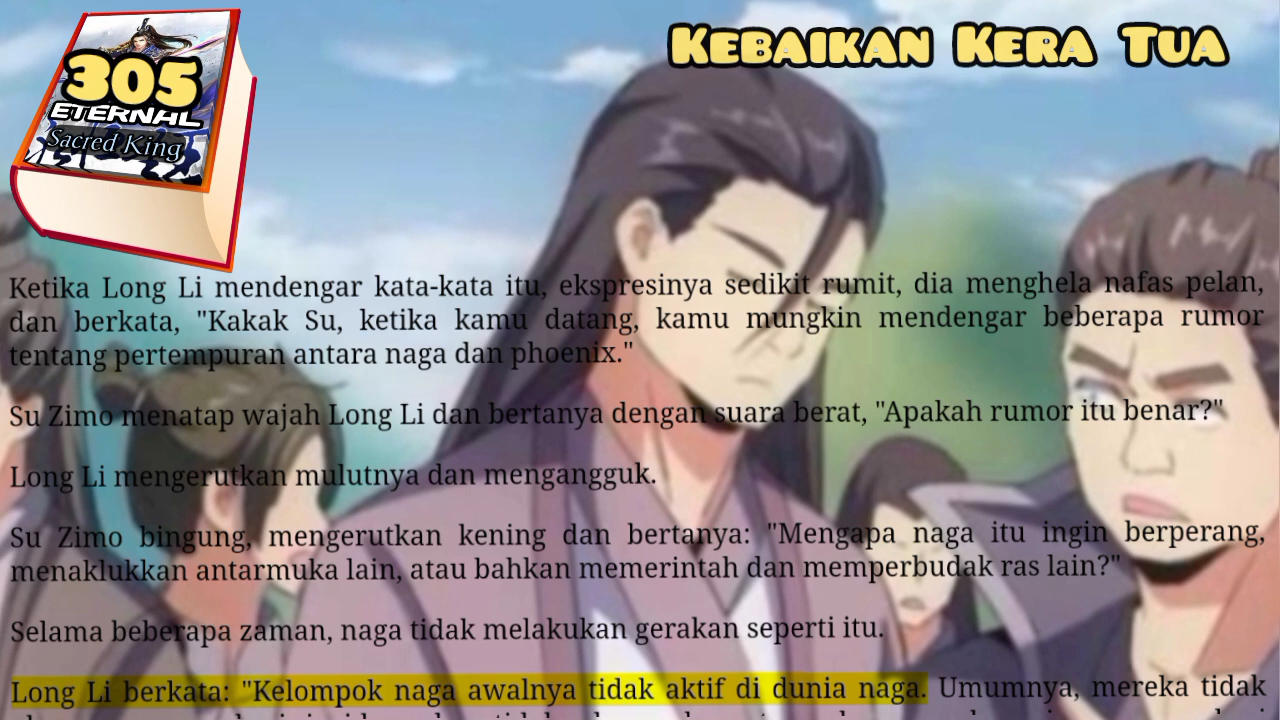 305
ETERNAL
Sacred King
KEBAIKAN KERA TUA
Ketika Long Li mendengar kata-kata itu, ekspresinya sedikit rumit, dia menghela nafas pelan,
dan berkata, "Kakak Su, ketika kamu datang, kamu mungkin mendengar beberapa rumor
tentang pertempuran antara naga dan phoenix."
Su Zimo menatap wajah Long Li dan bertanya dengan suara berat, "Apakah rumor itu benar?"
Long Li mengerutkan mulutnya dan mengangguk.
Su Zimo bingung, mengerutkan kening dan bertanya: "Mengapa naga itu ingin berperang,
menaklukkan antarmuka lain, atau bahkan memerintah dan memperbudak ras lain?"
Selama beberapa zaman, naga tidak melakukan gerakan seperti itu.
Long Li berkata: "Kelompok naga awalnya tidak aktif di dunia naga. Umumnya, mereka tidak